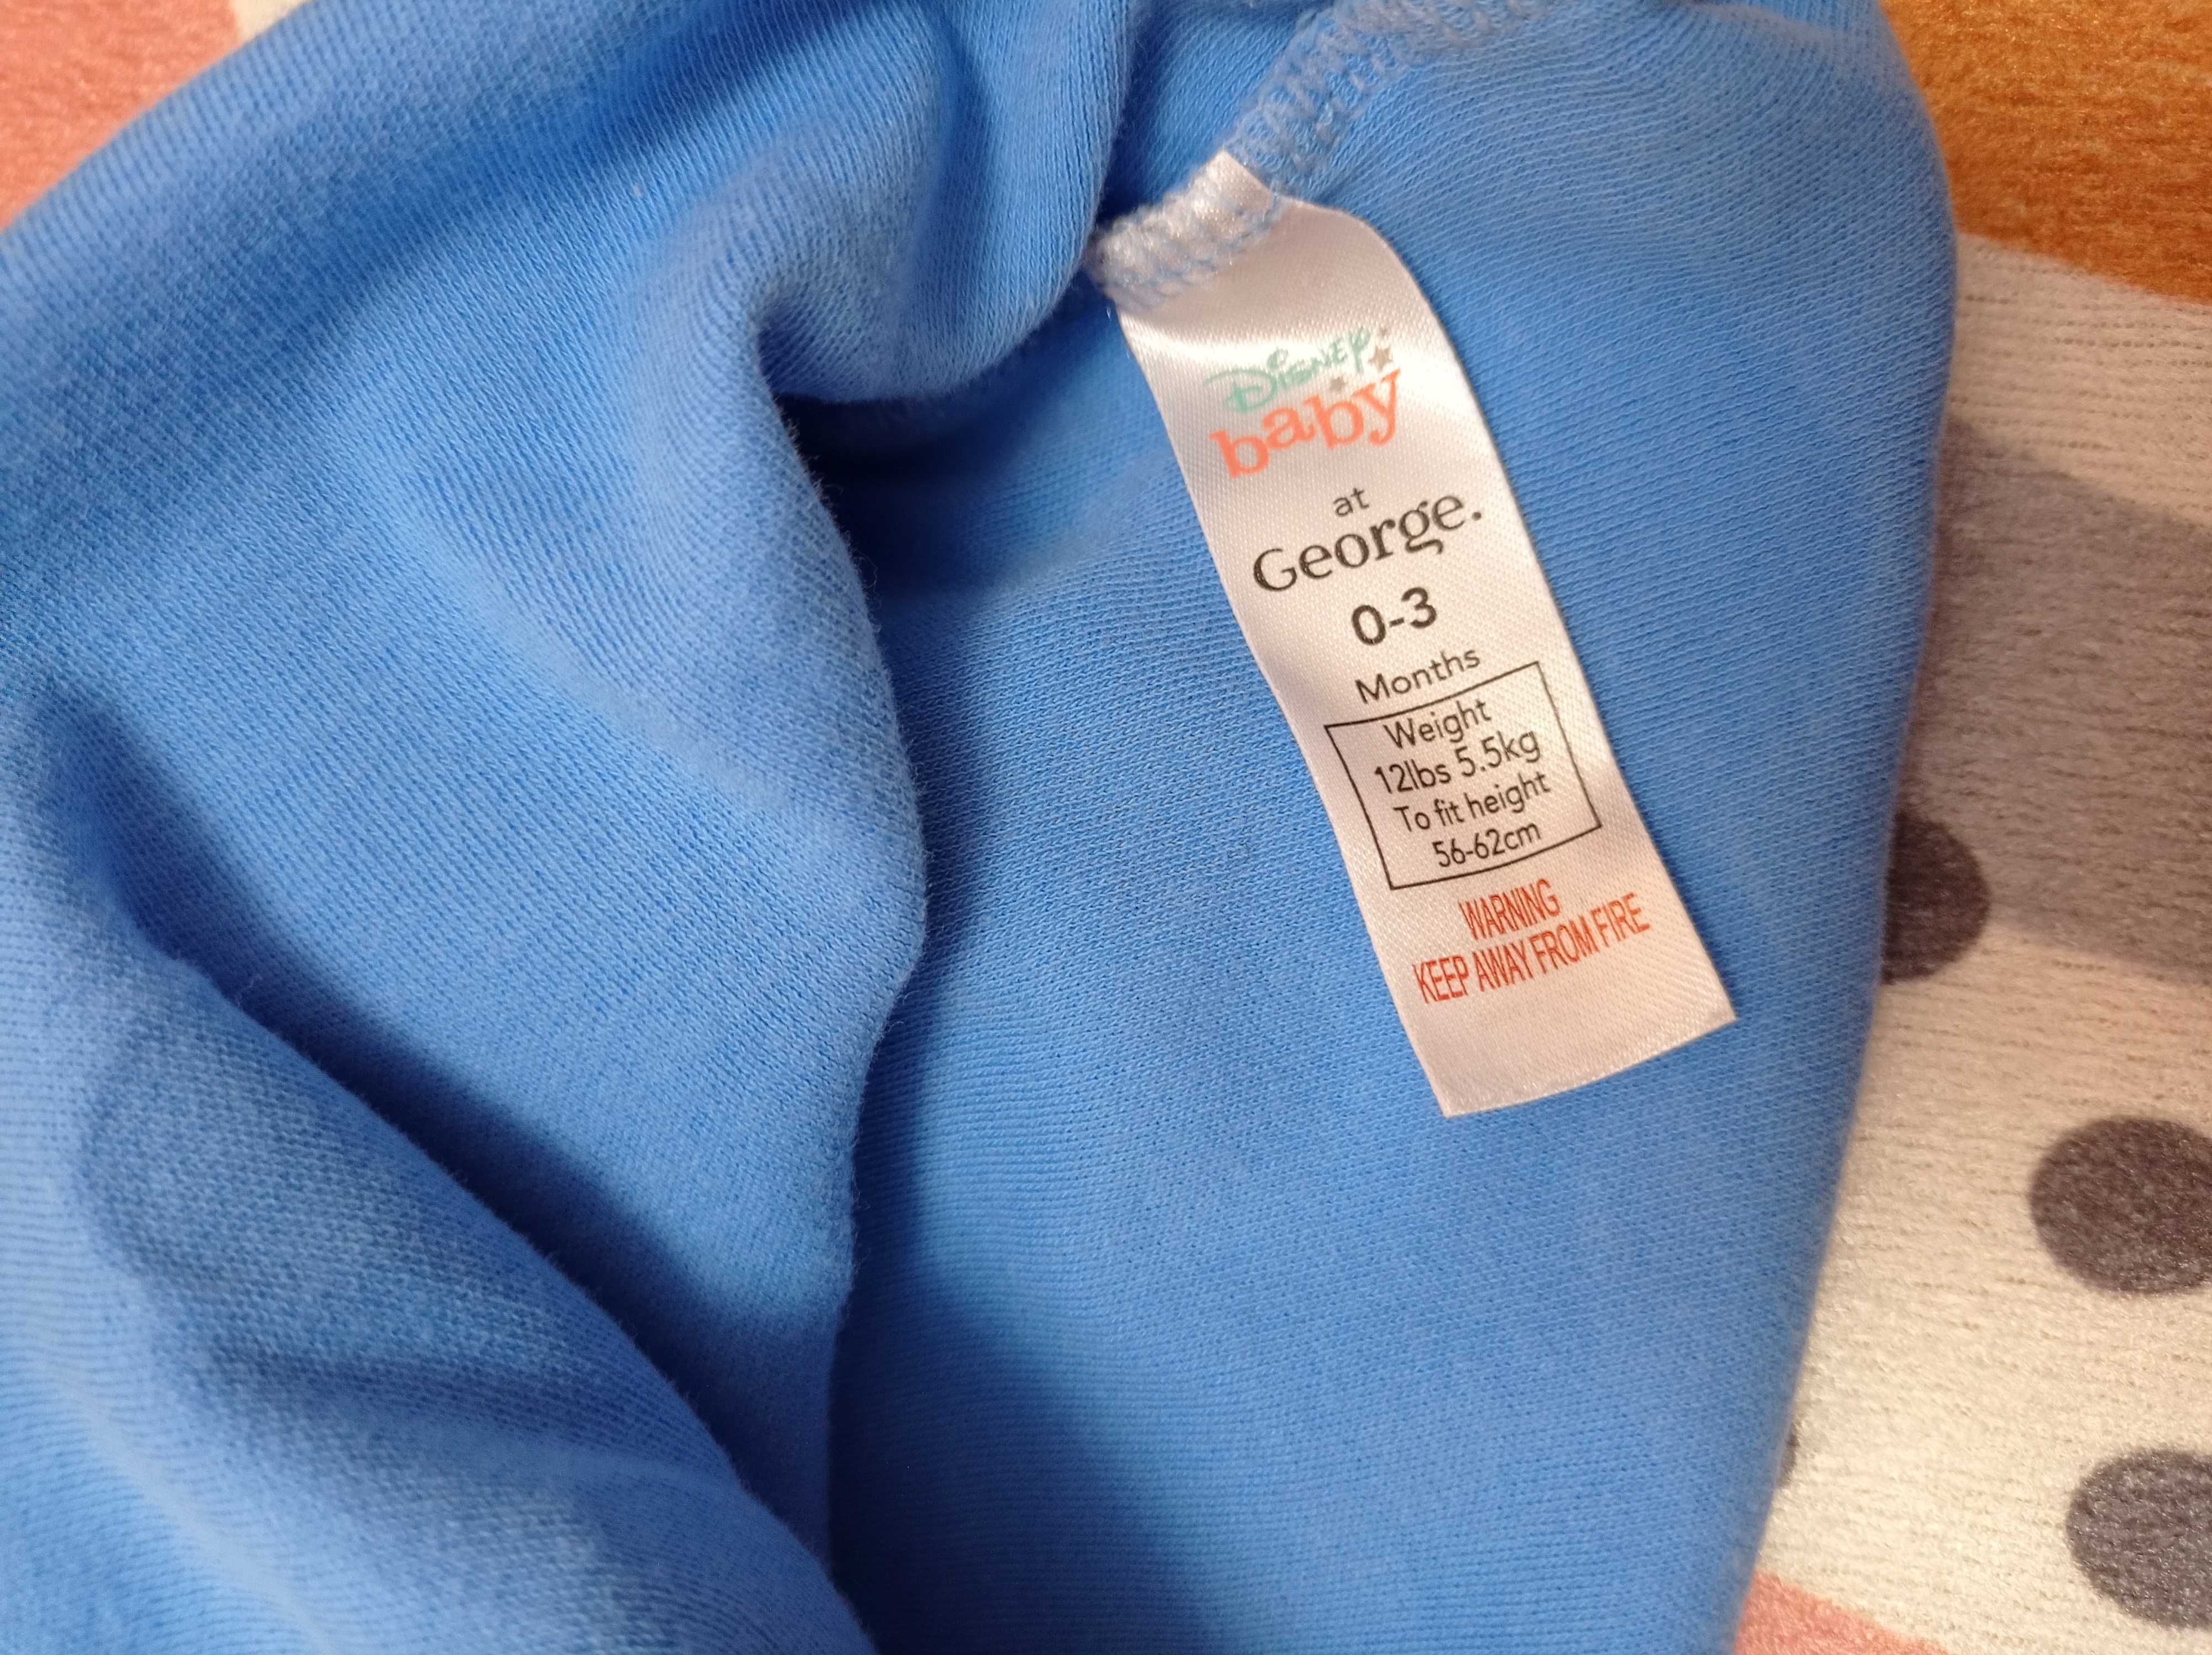 Disney
baby
at
George.
0-3
Months
Weight
12lbs 5.5kg
To fit height
56-62cm
WARNING
KEEP AWAY FROM FIRE